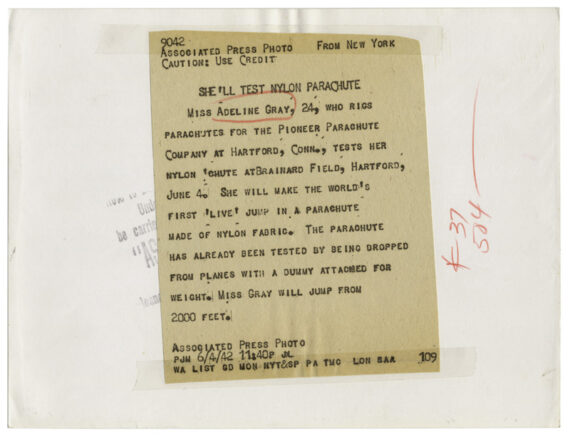 9042
ASSOCIATED PRESS PHOTO FROM NEW YORK
CAUTION: USE CREDIT
SHE'LL TEST NYLON PARACHUTE
MISS ADELINE GRAY, 24, WHO RIGS
PARACHUTES FOR THE PIONEER PARACHUTE
COMPANY AT HARTFORD, CONN., TESTS HER
NYLON 'CHUTE ATBRAINARD FIELD, HARTFORD,
JUNE 4. SHE WILL MAKE THE WORLD'S
FIRST 'LIVE' JUMP IN A PARACHUTE
MADE OF NYLON FABRIC. THE PARACHUTE
HAS ALREADY BEEN TESTED BY BEING DROPPED
FROM PLANES WITH A DUMMY ATTACHED FOR
WEIGHT. MISS GRAY WILL JUMP FROM
2000 FEET.
ASSOCIATED PRESS PHOTO
PJM 6/4/42 11:40P JL
WA LIST GD MON NYT&SP PA TMC LON BAA 109
be carri
504